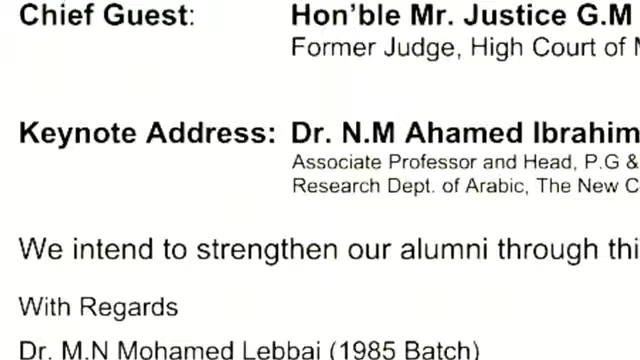 Chief Guest: Hon'ble Mr. Justice G.M
Former Judge, High Court of
Keynote Address: Dr. N.M Ahamed Ibrahim
Associate Professor and Head, P.G &
Research Dept. of Arabic, The New C
We intend to strengthen our alumni through thi
With Regards
Dr. M.N Mohamed Lebbai (1985 Batch)